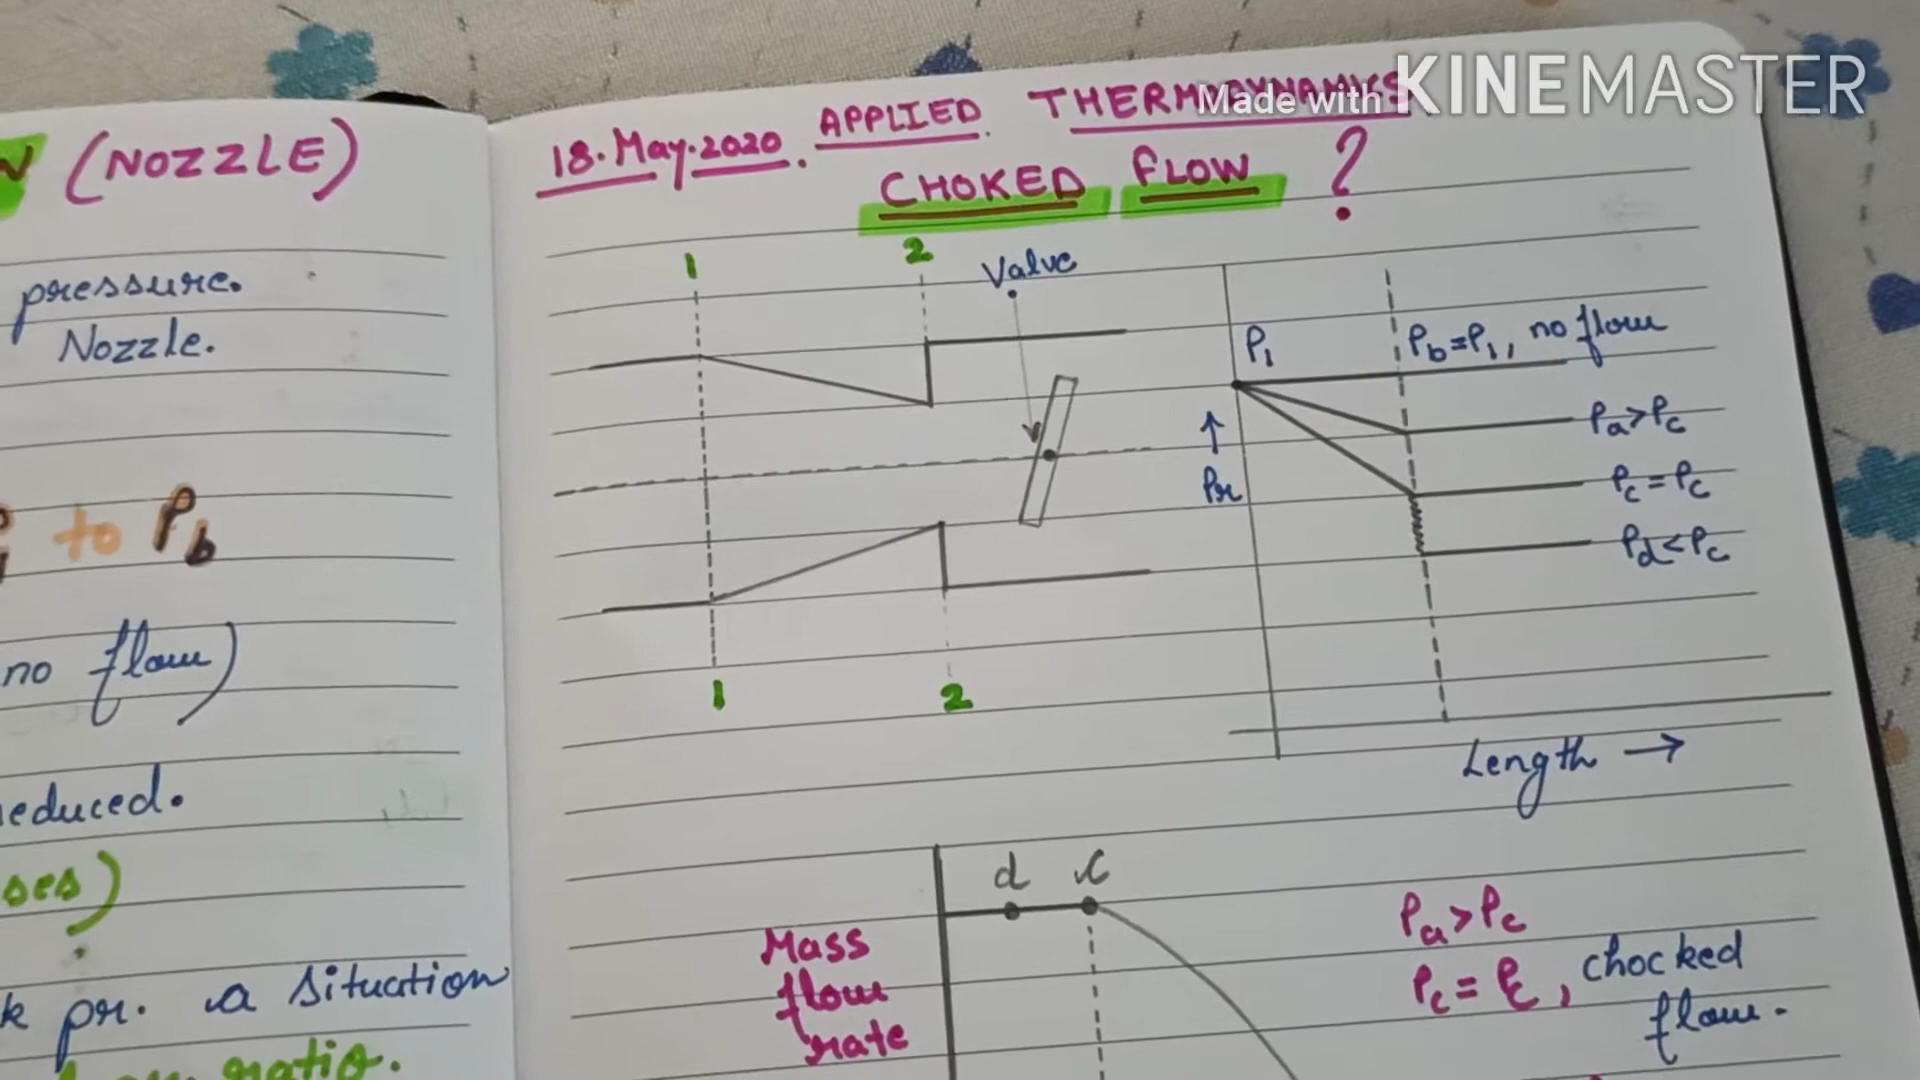 (NOZZLE)
pressure.
Nozzle.
to Pb
no flow)
reduced.
ses)
k pr. a situation
ratio.
Made with KINEMASTER
18.May.2020. APPLIED THERMODYNAMICS
CHOKED FLOW ?
1 2 Valve
P1 Pb=P1, no flow
Pa>Pc
Pr
Pc=Pc
Pd<Pc
1 2
Length →
d c
Mass
flow
rate
Pa>Pc
Pc=Pc, chocked
flow.